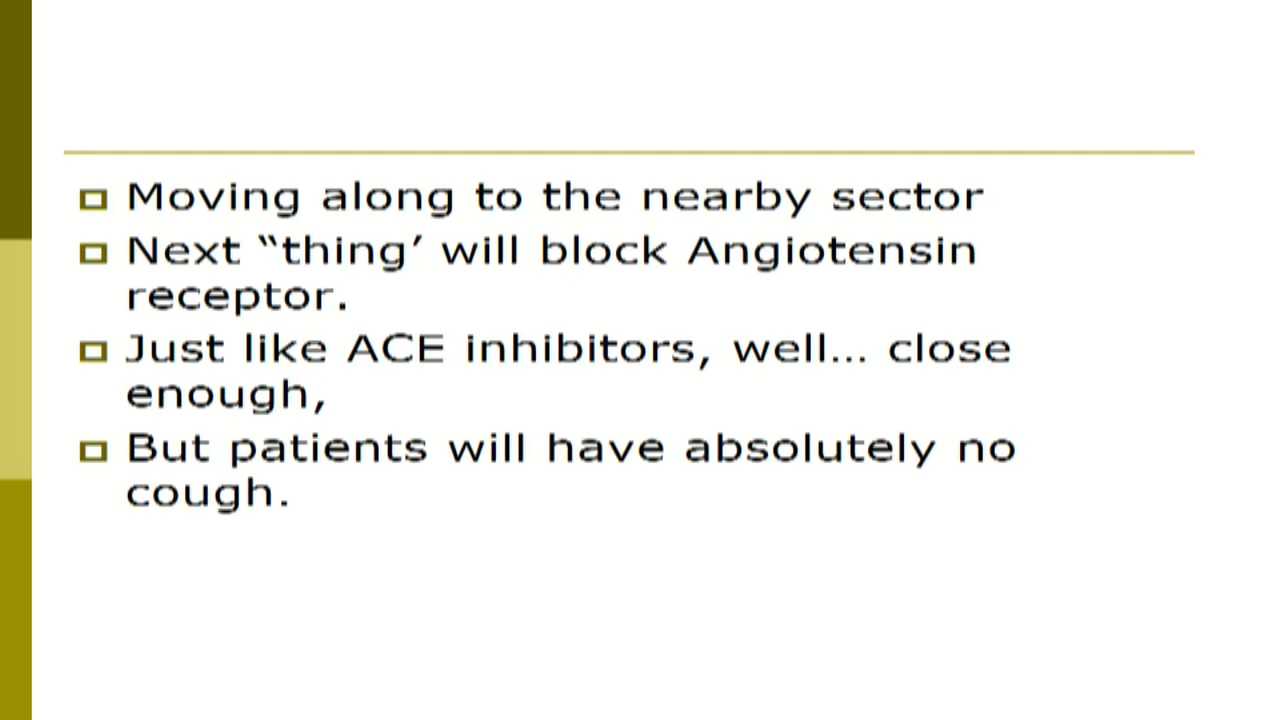 Moving along to the nearby sector
Next “thing’ will block Angiotensin
receptor.
Just like ACE inhibitors, well… close
enough,
But patients will have absolutely no
cough.